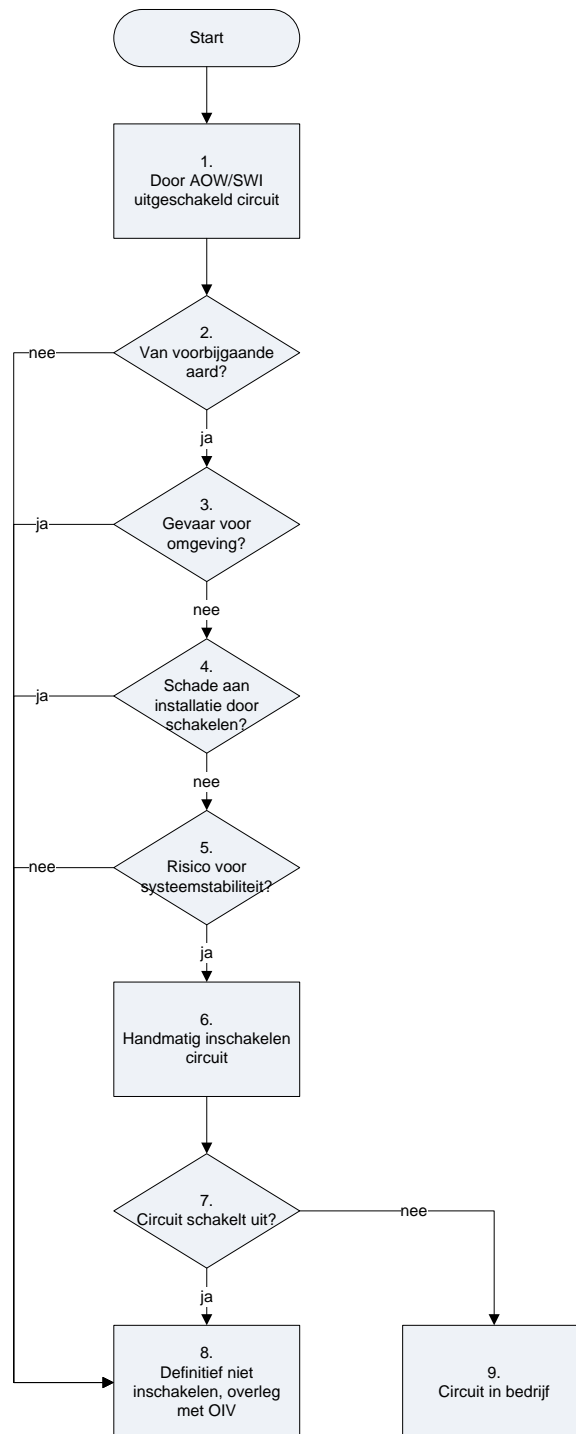 Start
1.
Door AOW/SWI
uitgeschakeld circuit
2.
Van voorbijgaande
aard?
nee
ja
3.
Gevaar voor
omgeving?
ja
nee
4.
Schade aan
installatie door
schakelen?
ja
nee
5.
Risico voor
systeemstabiliteit?
nee
ja
6.
Handmatig inschakelen
circuit
7.
Circuit schakelt uit?
nee
ja
8.
Definitief niet
inschakelen, overleg
met OIV
9.
Circuit in bedrijf